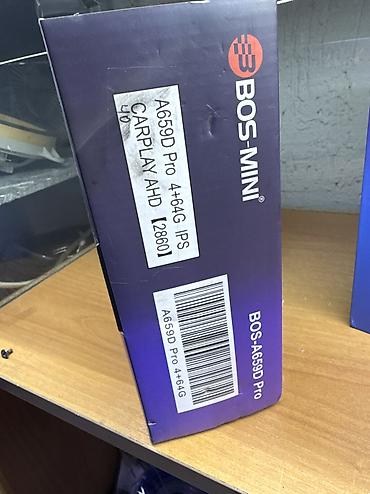 BOS-MINI®
A659D Pro 4+64G IPS
CARPLAY AHD 【2860】
BOS-A659D Pro
A659D Pro 4+64G